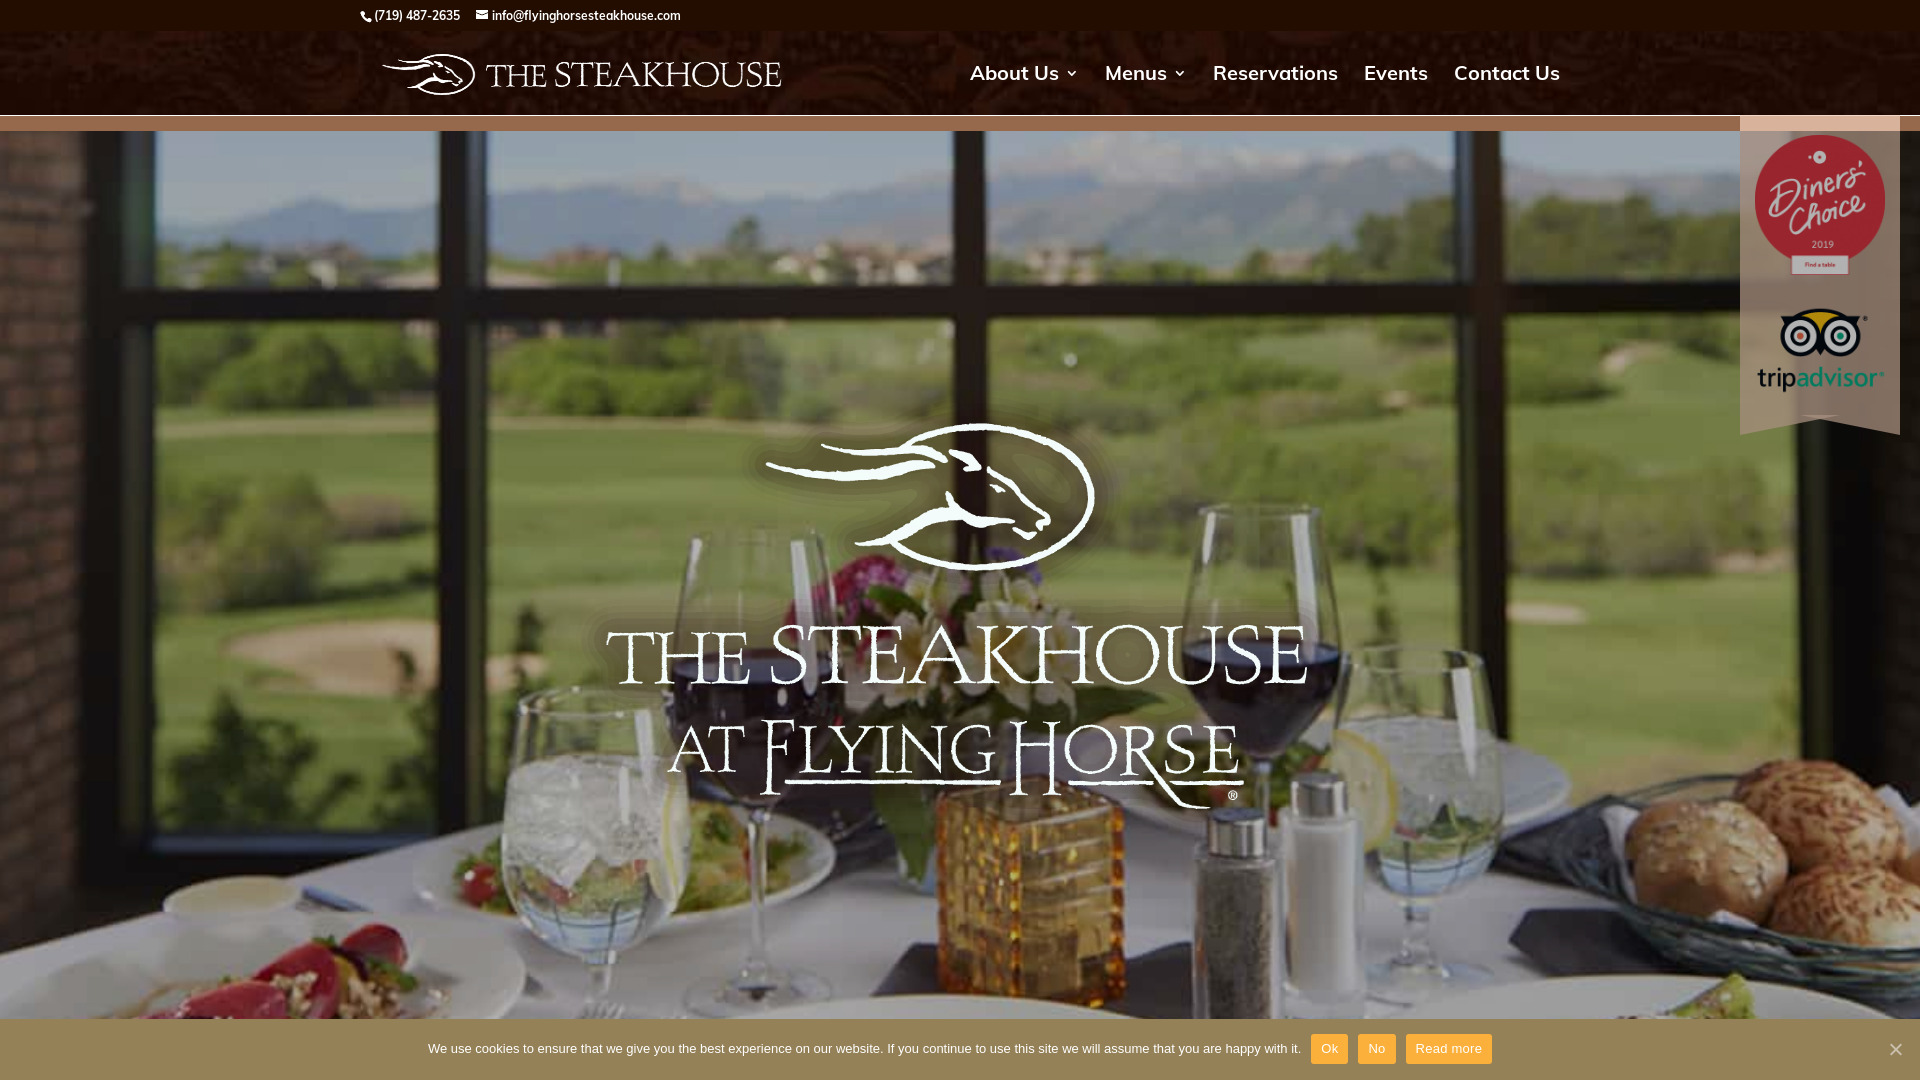 (719) 487-2635 info@flyinghorsesteakhouse.com
THE STEAKHOUSE
About Us Menus Reservations Events Contact Us
Diners' Choice
2019
Find a table
tripadvisor®
THE STEAKHOUSE
AT FLYING HORSE®
We use cookies to ensure that we give you the best experience on our website. If you continue to use this site we will assume that you are happy with it. Ok No Read more